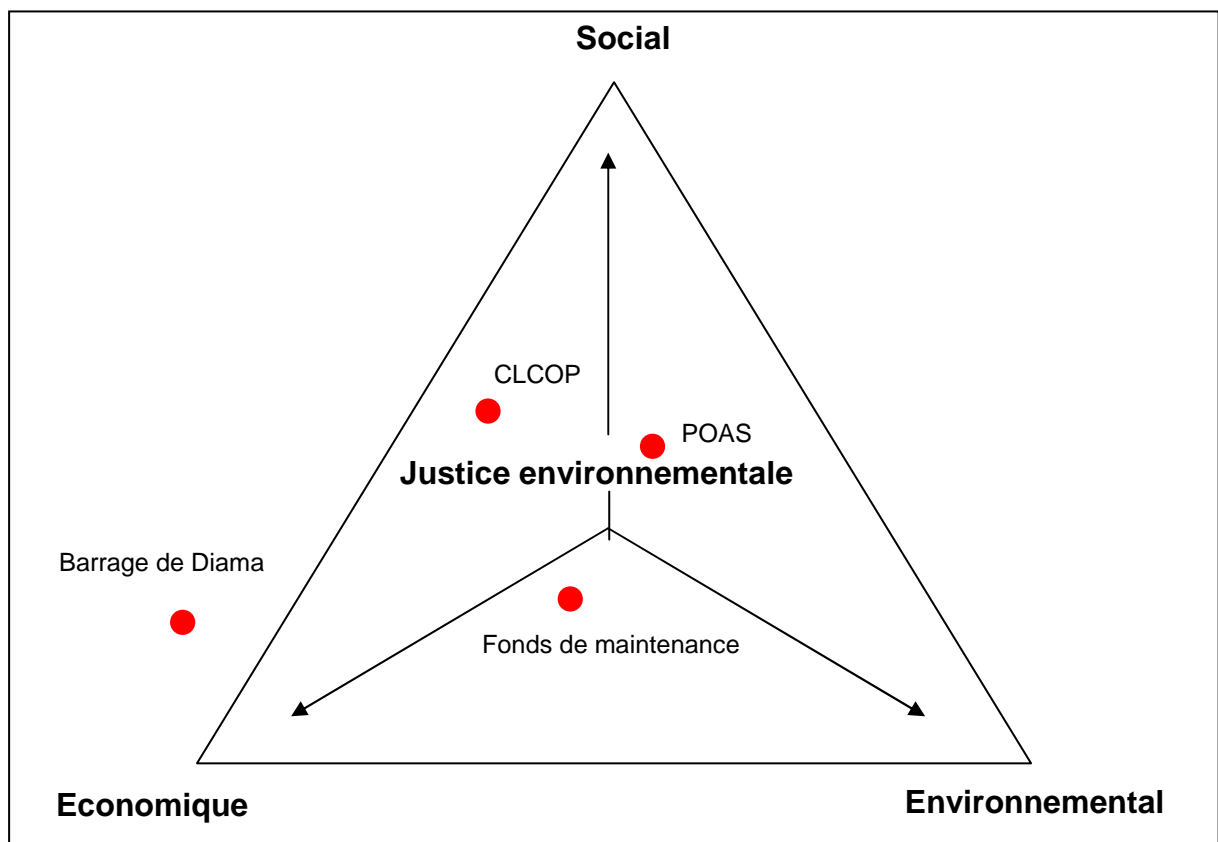 Social
CLCOP
POAS
Justice environnementale
Barrage de Diama
Fonds de maintenance
Economique
Environnemental